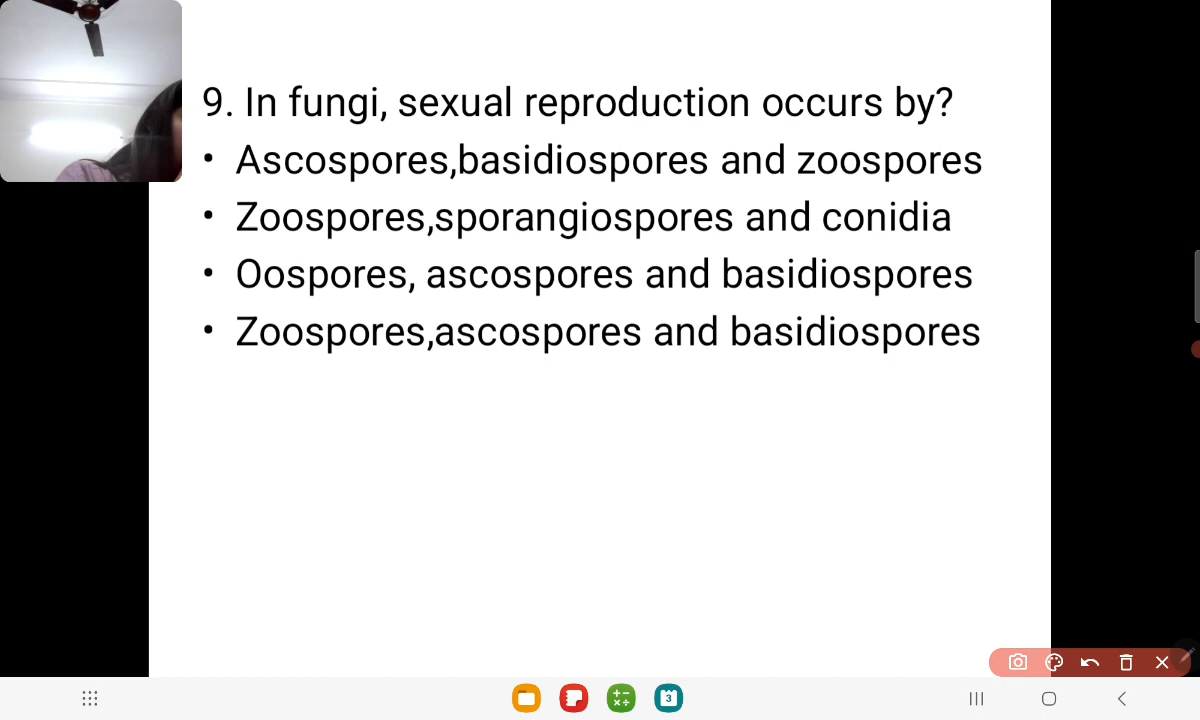 9. In fungi, sexual reproduction occurs by?
• Ascospores,basidiospores and zoospores
• Zoospores,sporangiospores and conidia
• Oospores, ascospores and basidiospores
• Zoospores,ascospores and basidiospores
3